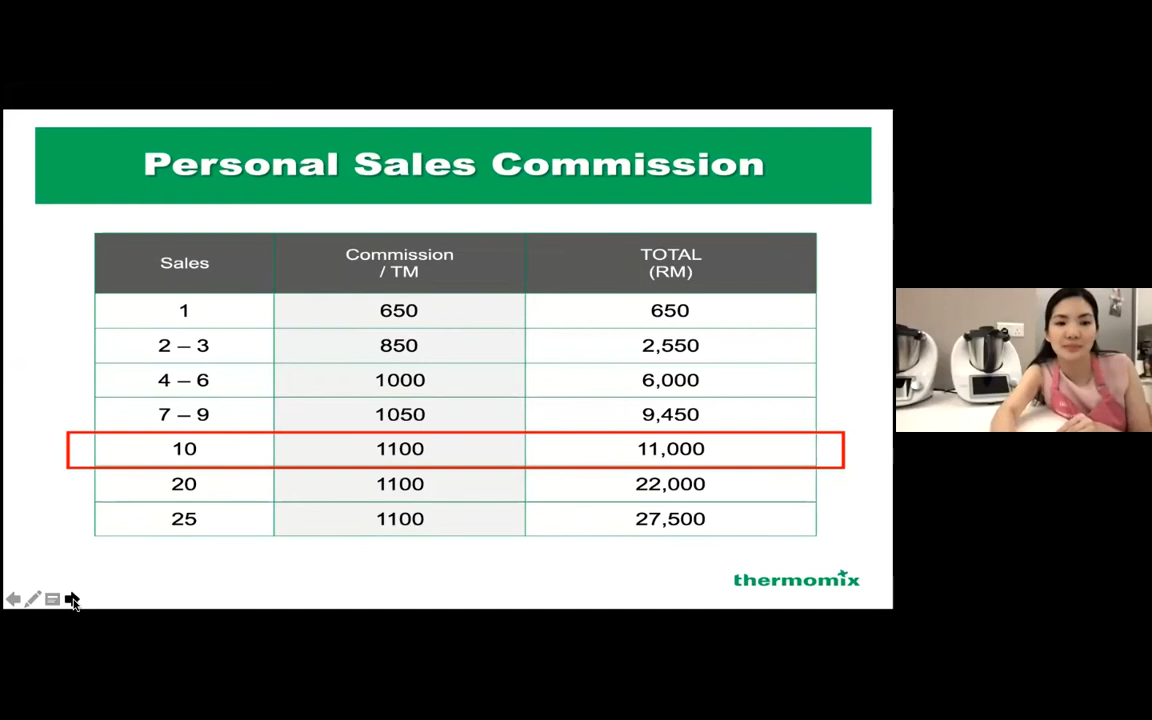 Personal Sales Commission
Sales Commission / TM TOTAL (RM)
1 650 650
2 – 3 850 2,550
4 – 6 1000 6,000
7 – 9 1050 9,450
10 1100 11,000
20 1100 22,000
25 1100 27,500
thermomix